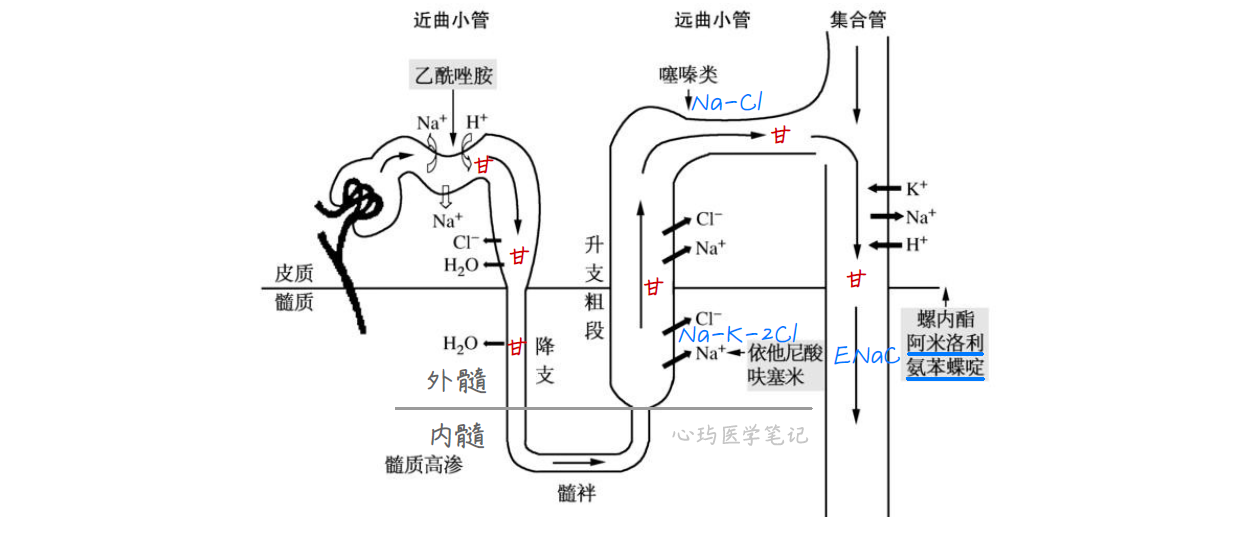 近曲小管
远曲小管
集合管
乙酰唑胺
噻嗪类
Na-Cl
Na⁺
H⁺
甘
甘
Na⁺
Cl⁻
甘
H₂O
皮质
髓质
H₂O
甘
降支
外髓
内髓
髓质高渗
髓袢
升支粗段
Cl⁻
Na⁺
甘
Cl⁻
Na-K-2Cl
Na⁺
依他尼酸
呋塞米
K⁺
Na⁺
H⁺
甘
ENaC
螺内酯
阿米洛利
氨苯蝶啶
心玙医学笔记